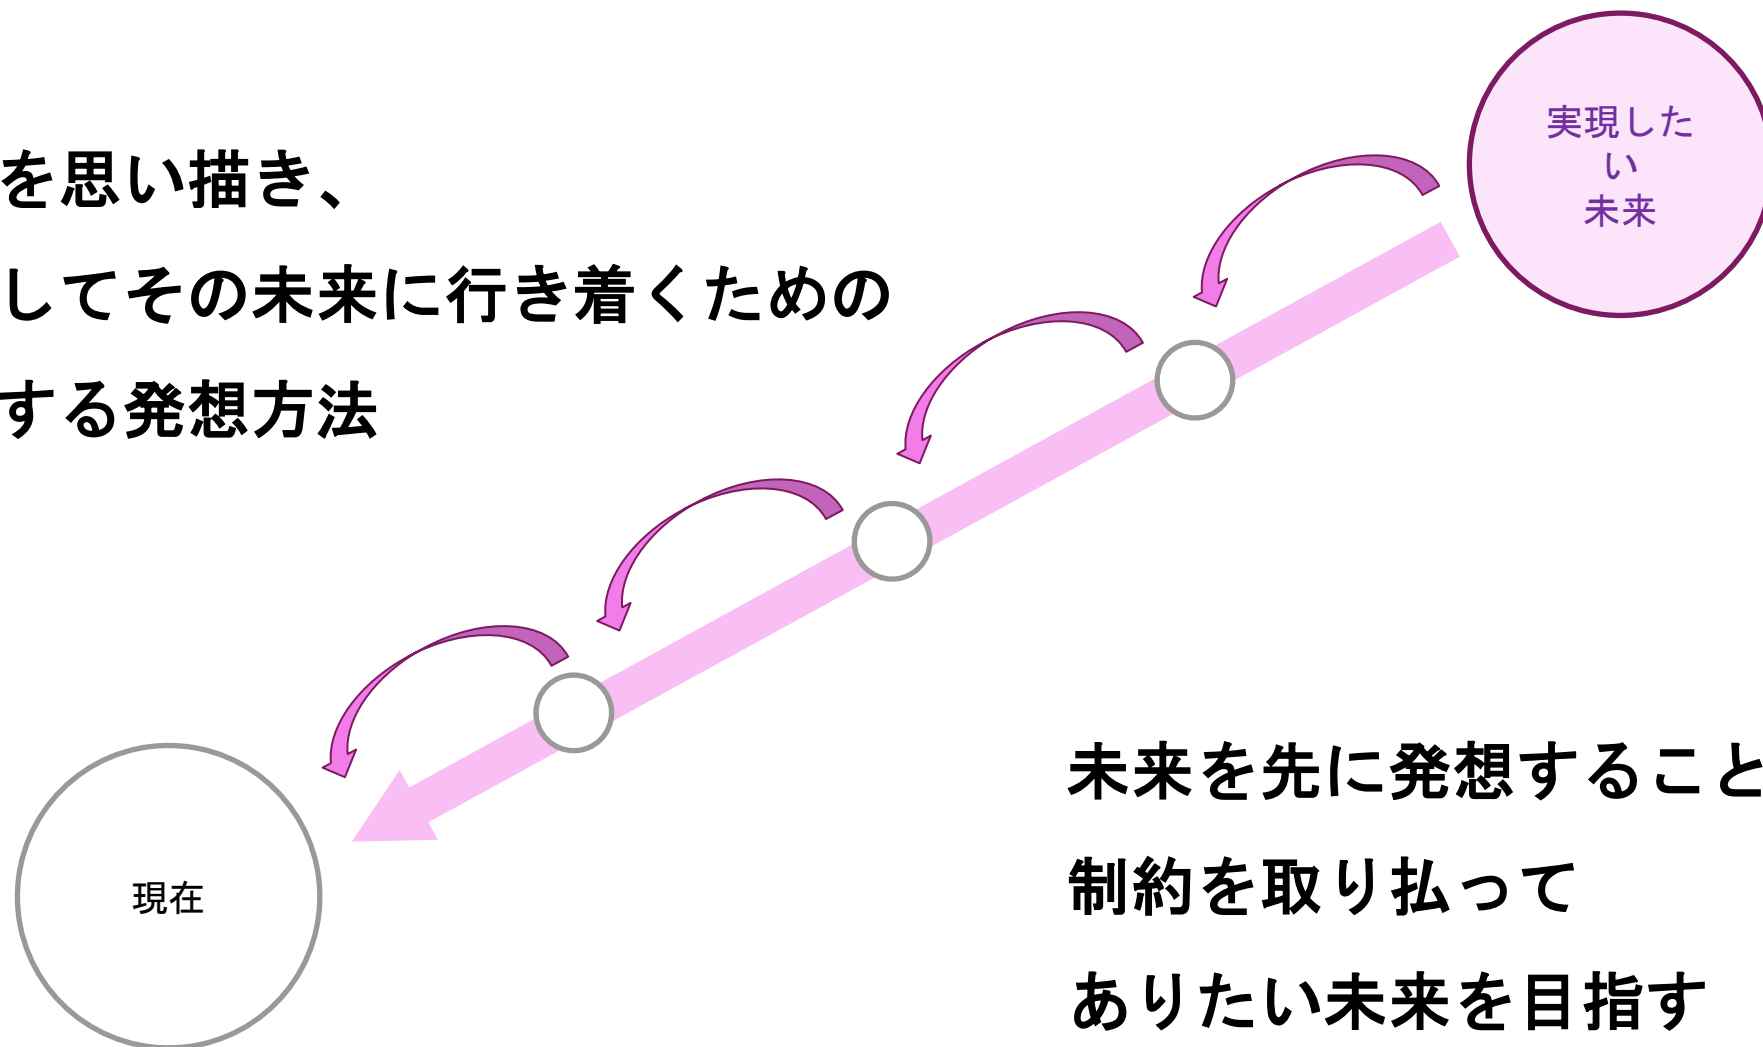 実現した
い
未来
を思い描き、
してその未来に行き着くための
する発想方法
現在
未来を先に発想すること
制約を取り払って
ありたい未来を目指す